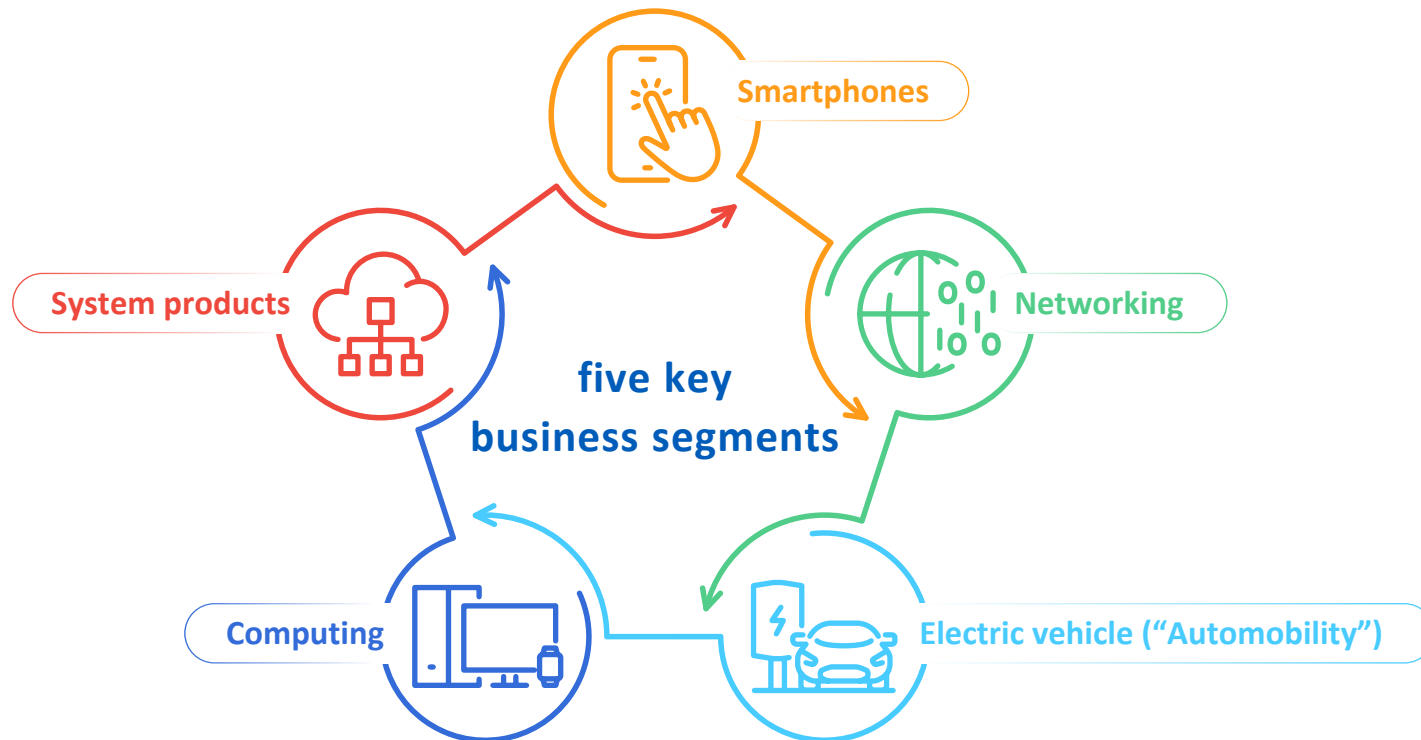 Smartphones
System products
Networking
five key
business segments
Computing
Electric vehicle (“Automobility”)